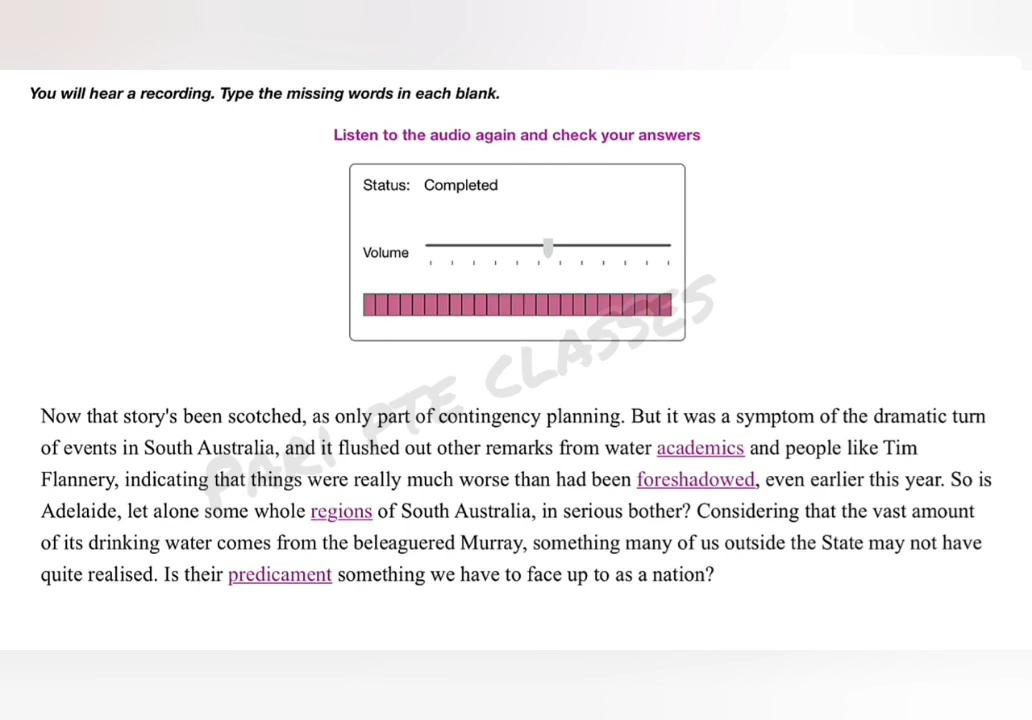 You will hear a recording. Type the missing words in each blank.
Listen to the audio again and check your answers
Status: Completed
Volume
PARI PTE CLASSES
Now that story's been scotched, as only part of contingency planning. But it was a symptom of the dramatic turn
of events in South Australia, and it flushed out other remarks from water academics and people like Tim
Flannery, indicating that things were really much worse than had been foreshadowed, even earlier this year. So is
Adelaide, let alone some whole regions of South Australia, in serious bother? Considering that the vast amount
of its drinking water comes from the beleaguered Murray, something many of us outside the State may not have
quite realised. Is their predicament something we have to face up to as a nation?